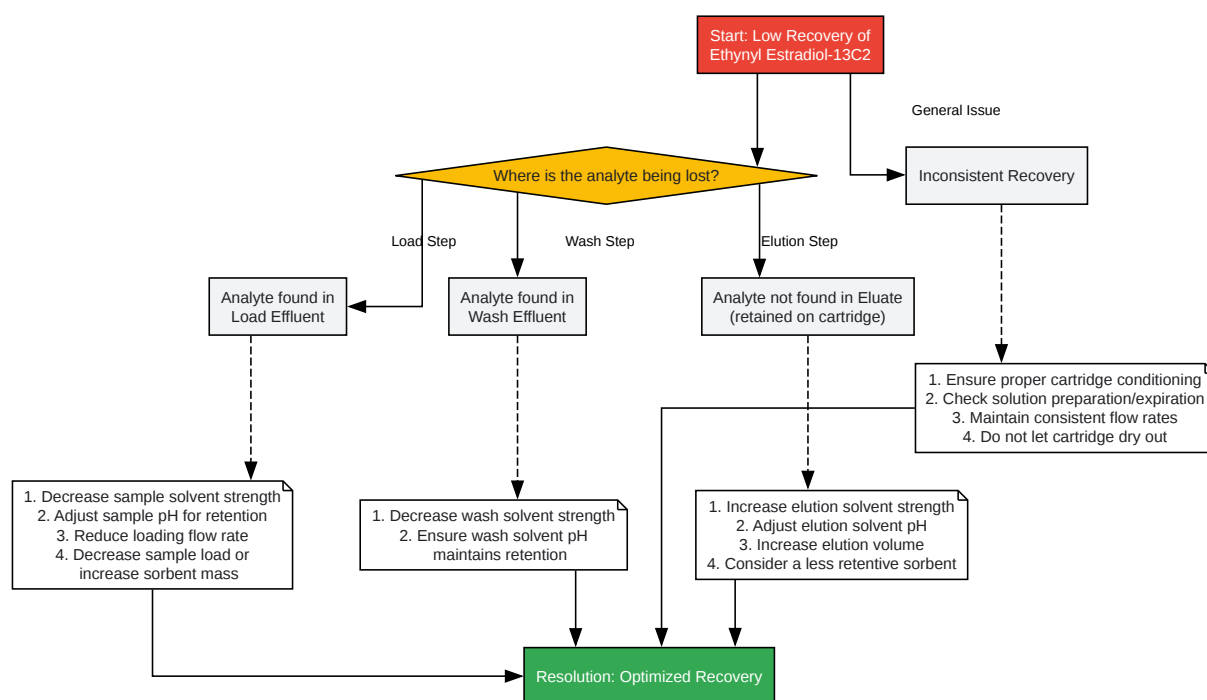 Start: Low Recovery of
Ethynyl Estradiol-13C2
General Issue
Where is the analyte being lost?
Inconsistent Recovery
Load Step
Wash Step
Elution Step
Analyte found in
Load Effluent
Analyte found in
Wash Effluent
Analyte not found in Eluate
(retained on cartridge)
1. Ensure proper cartridge conditioning
2. Check solution preparation/expiration
3. Maintain consistent flow rates
4. Do not let cartridge dry out
1. Decrease sample solvent strength
2. Adjust sample pH for retention
3. Reduce loading flow rate
4. Decrease sample load or
increase sorbent mass
1. Decrease wash solvent strength
2. Ensure wash solvent pH
maintains retention
1. Increase elution solvent strength
2. Adjust elution solvent pH
3. Increase elution volume
4. Consider a less retentive sorbent
Resolution: Optimized Recovery